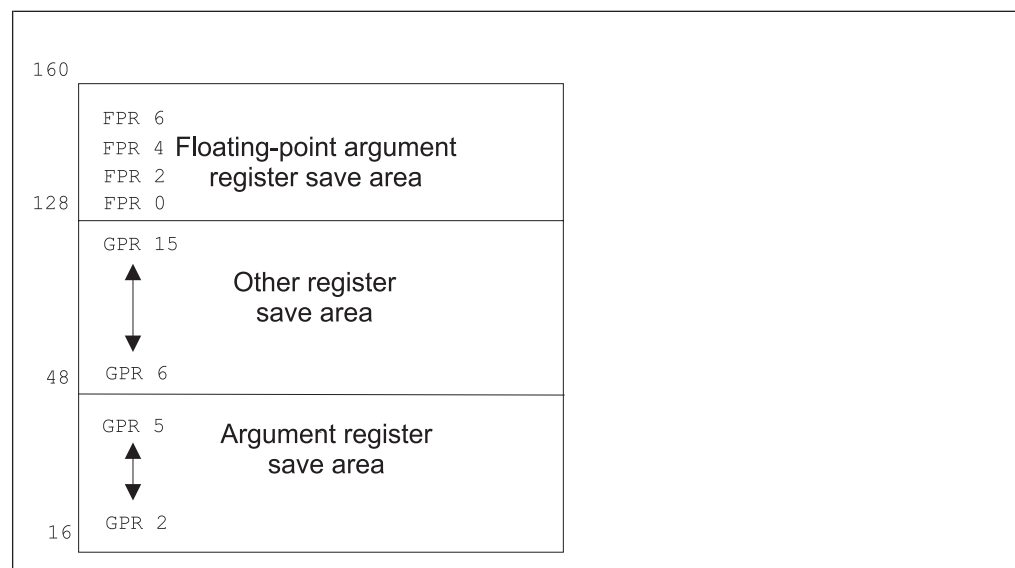 160
FPR 6
FPR 4
FPR 2
128 FPR 0
Floating-point argument
register save area
GPR 15
Other register
save area
48 GPR 6
GPR 5
Argument register
save area
16 GPR 2